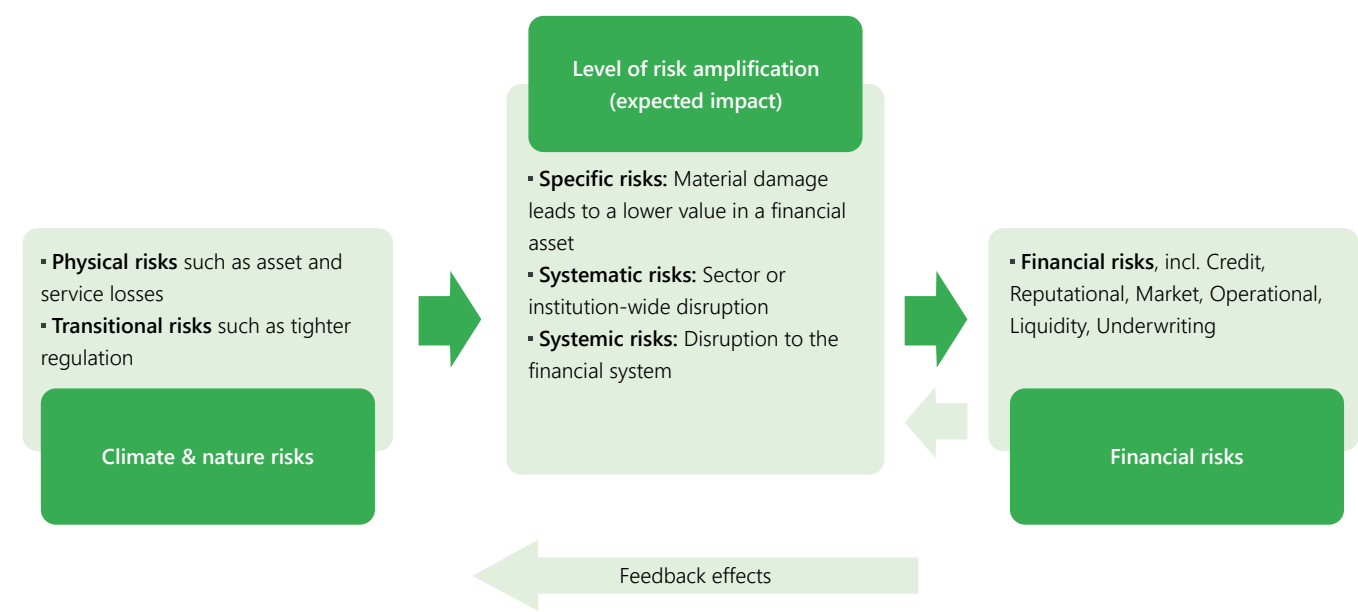 Level of risk amplification
(expected impact)
▪ Specific risks: Material damage
leads to a lower value in a financial
asset
▪ Systematic risks: Sector or
institution-wide disruption
▪ Systemic risks: Disruption to the
financial system
▪ Physical risks such as asset and
service losses
▪ Transitional risks such as tighter
regulation
Climate & nature risks
▪ Financial risks, incl. Credit,
Reputational, Market, Operational,
Liquidity, Underwriting
Financial risks
Feedback effects